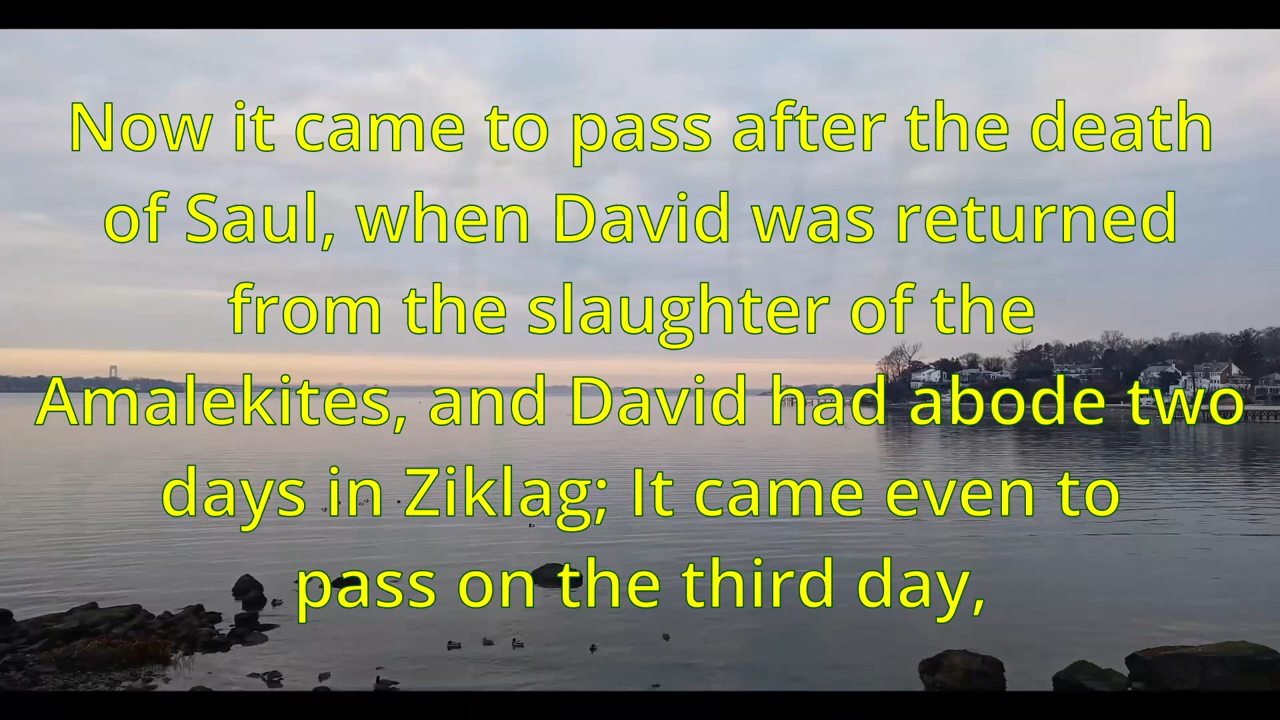 Now it came to pass after the death
of Saul, when David was returned
from the slaughter of the
Amalekites, and David had abode two
days in Ziklag; It came even to
pass on the third day,